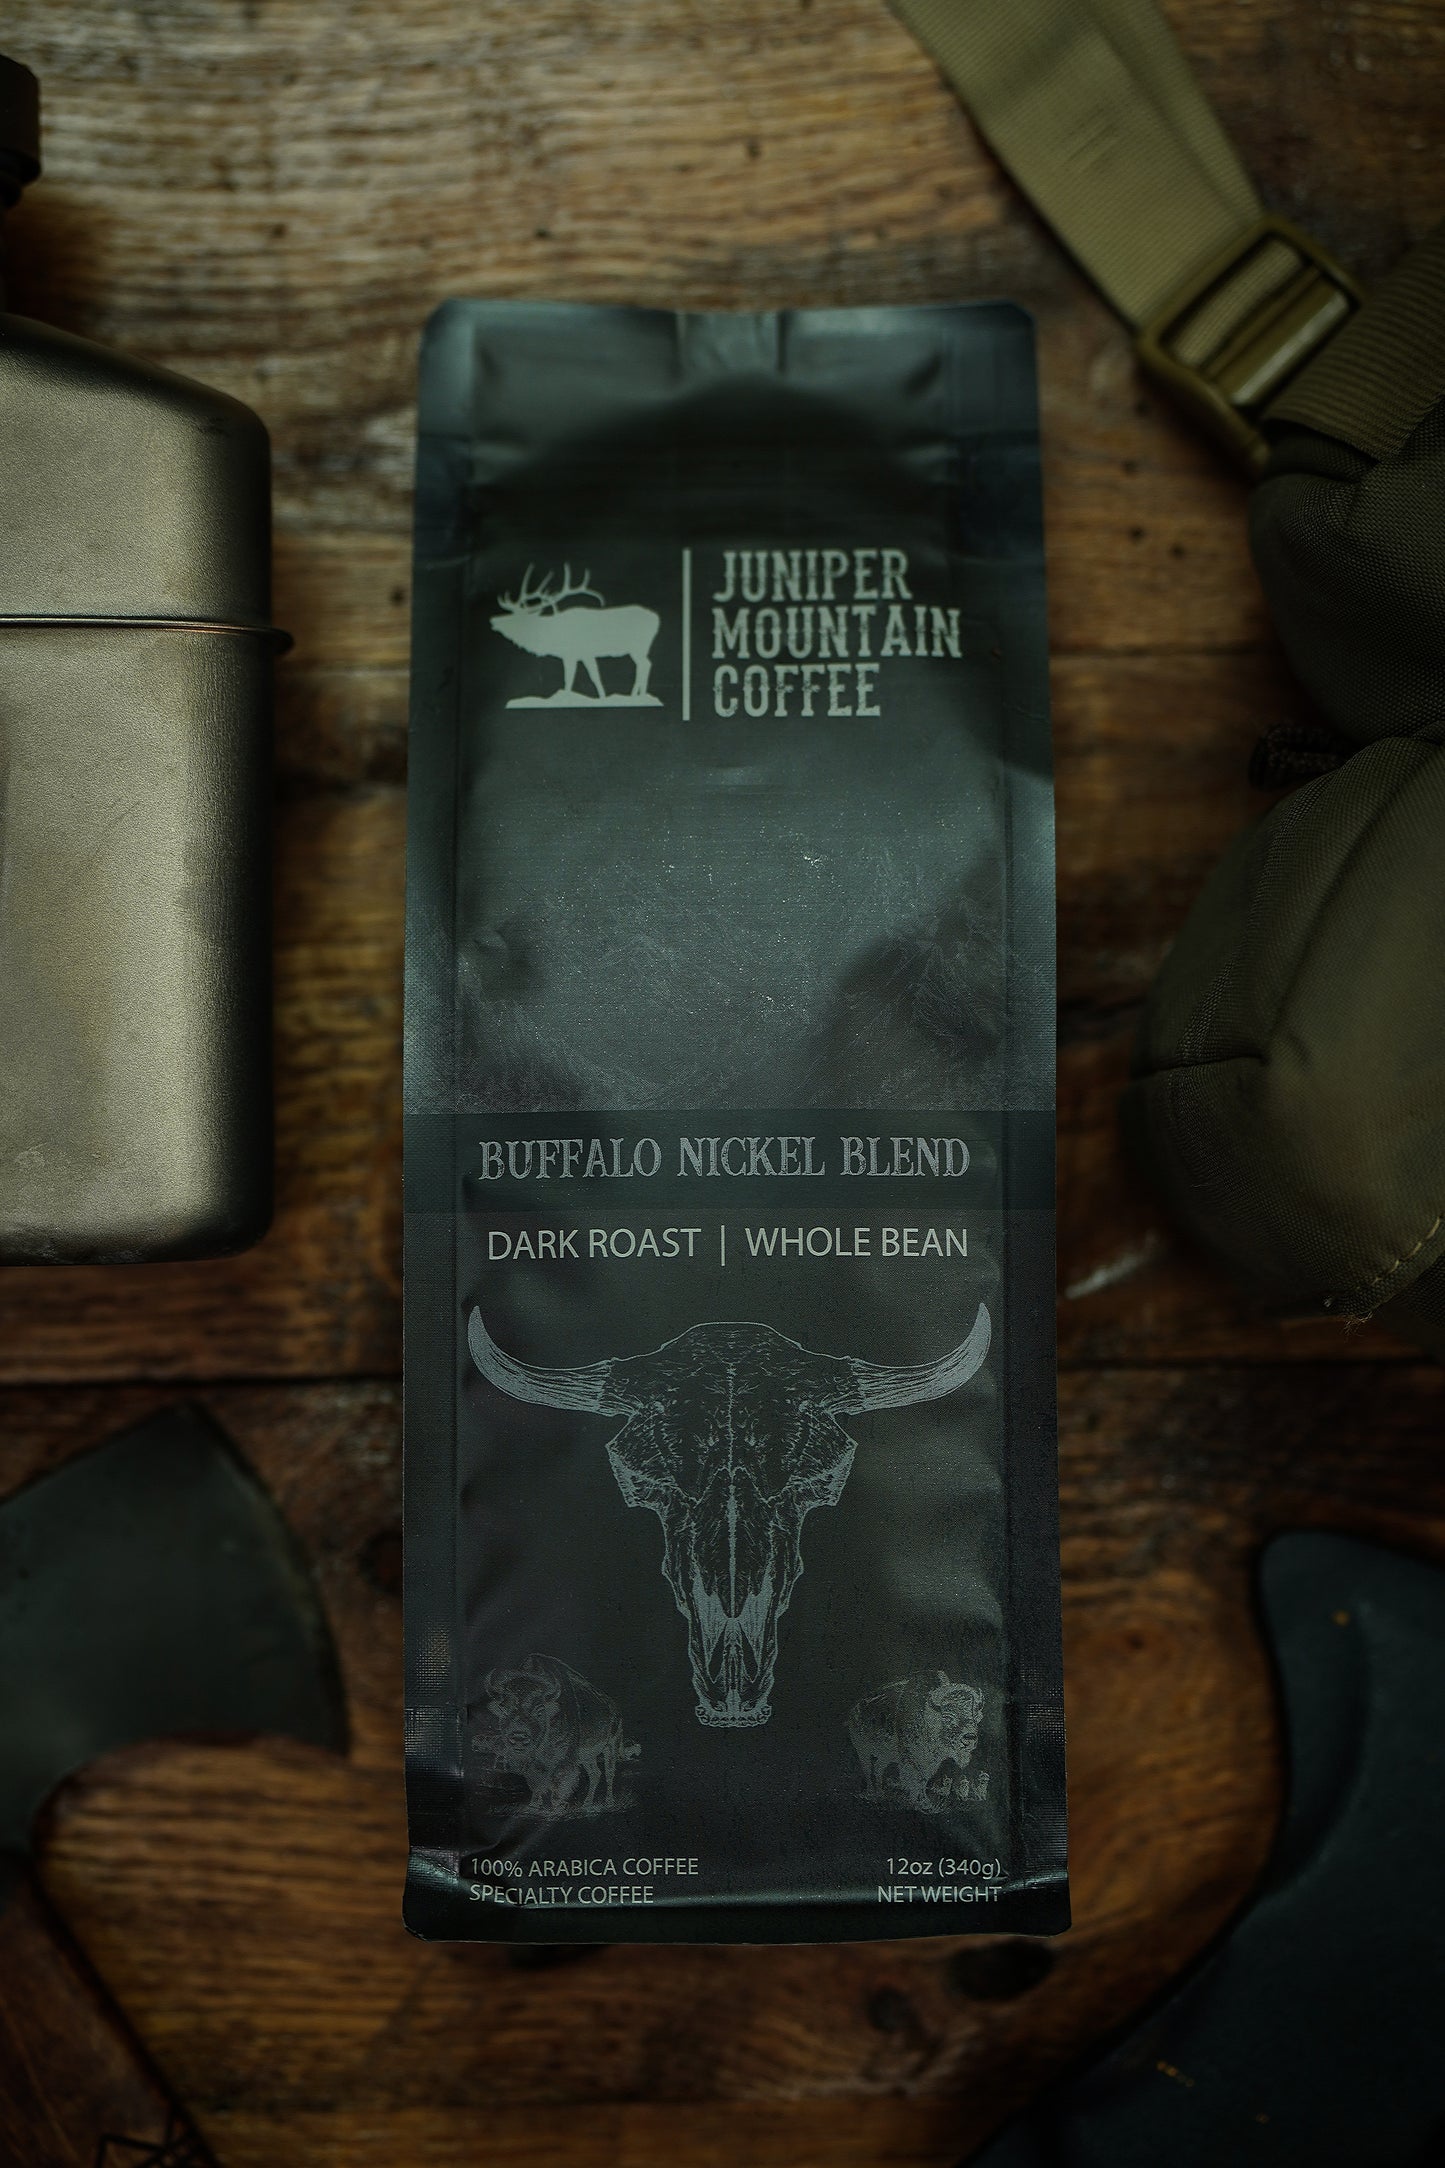 JUNIPER
MOUNTAIN
COFFEE
BUFFALO NICKEL BLEND
DARK ROAST | WHOLE BEAN
100% ARABICA COFFEE
SPECIALTY COFFEE
12oz (340g)
NET WEIGHT